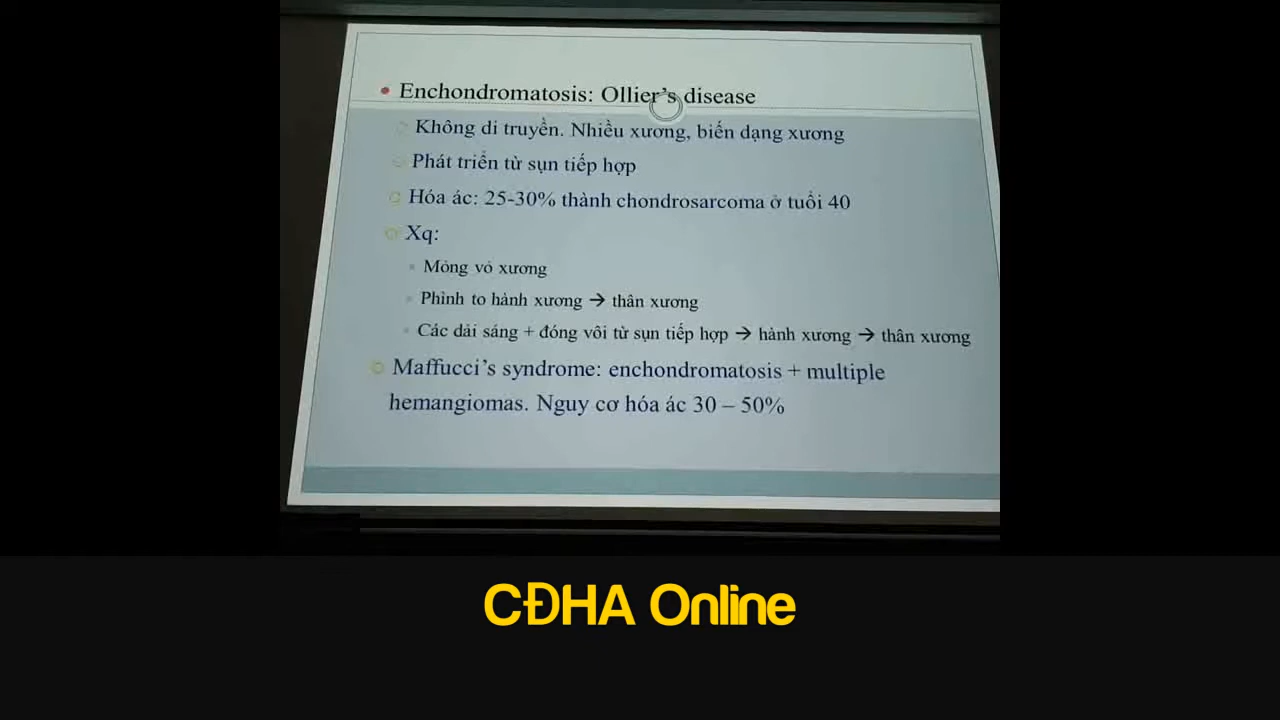 Enchondromatosis: Ollier's disease
Không di truyền. Nhiều xương, biến dạng xương
Phát triển từ sụn tiếp hợp
Hóa ác: 25-30% thành chondrosarcoma ở tuổi 40
Xq:
Mỏng vỏ xương
Phình to hành xương → thân xương
Các dải sáng + đóng vôi từ sụn tiếp hợp → hành xương → thân xương
Maffucci's syndrome: enchondromatosis + multiple
hemangiomas. Nguy cơ hóa ác 30 – 50%
CĐHA Online